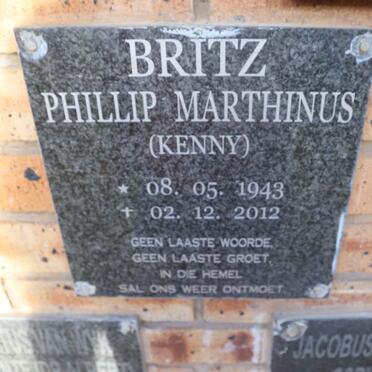 BRITZ
PHILLIP MARTHINUS
(KENNY)
★ 08. 05. 1943
✝ 02. 12. 2012
GEEN LAASTE WOORDE,
GEEN LAASTE GROET,
IN DIE HEMEL
SAL ONS WEER ONTMOET
JACOBUS